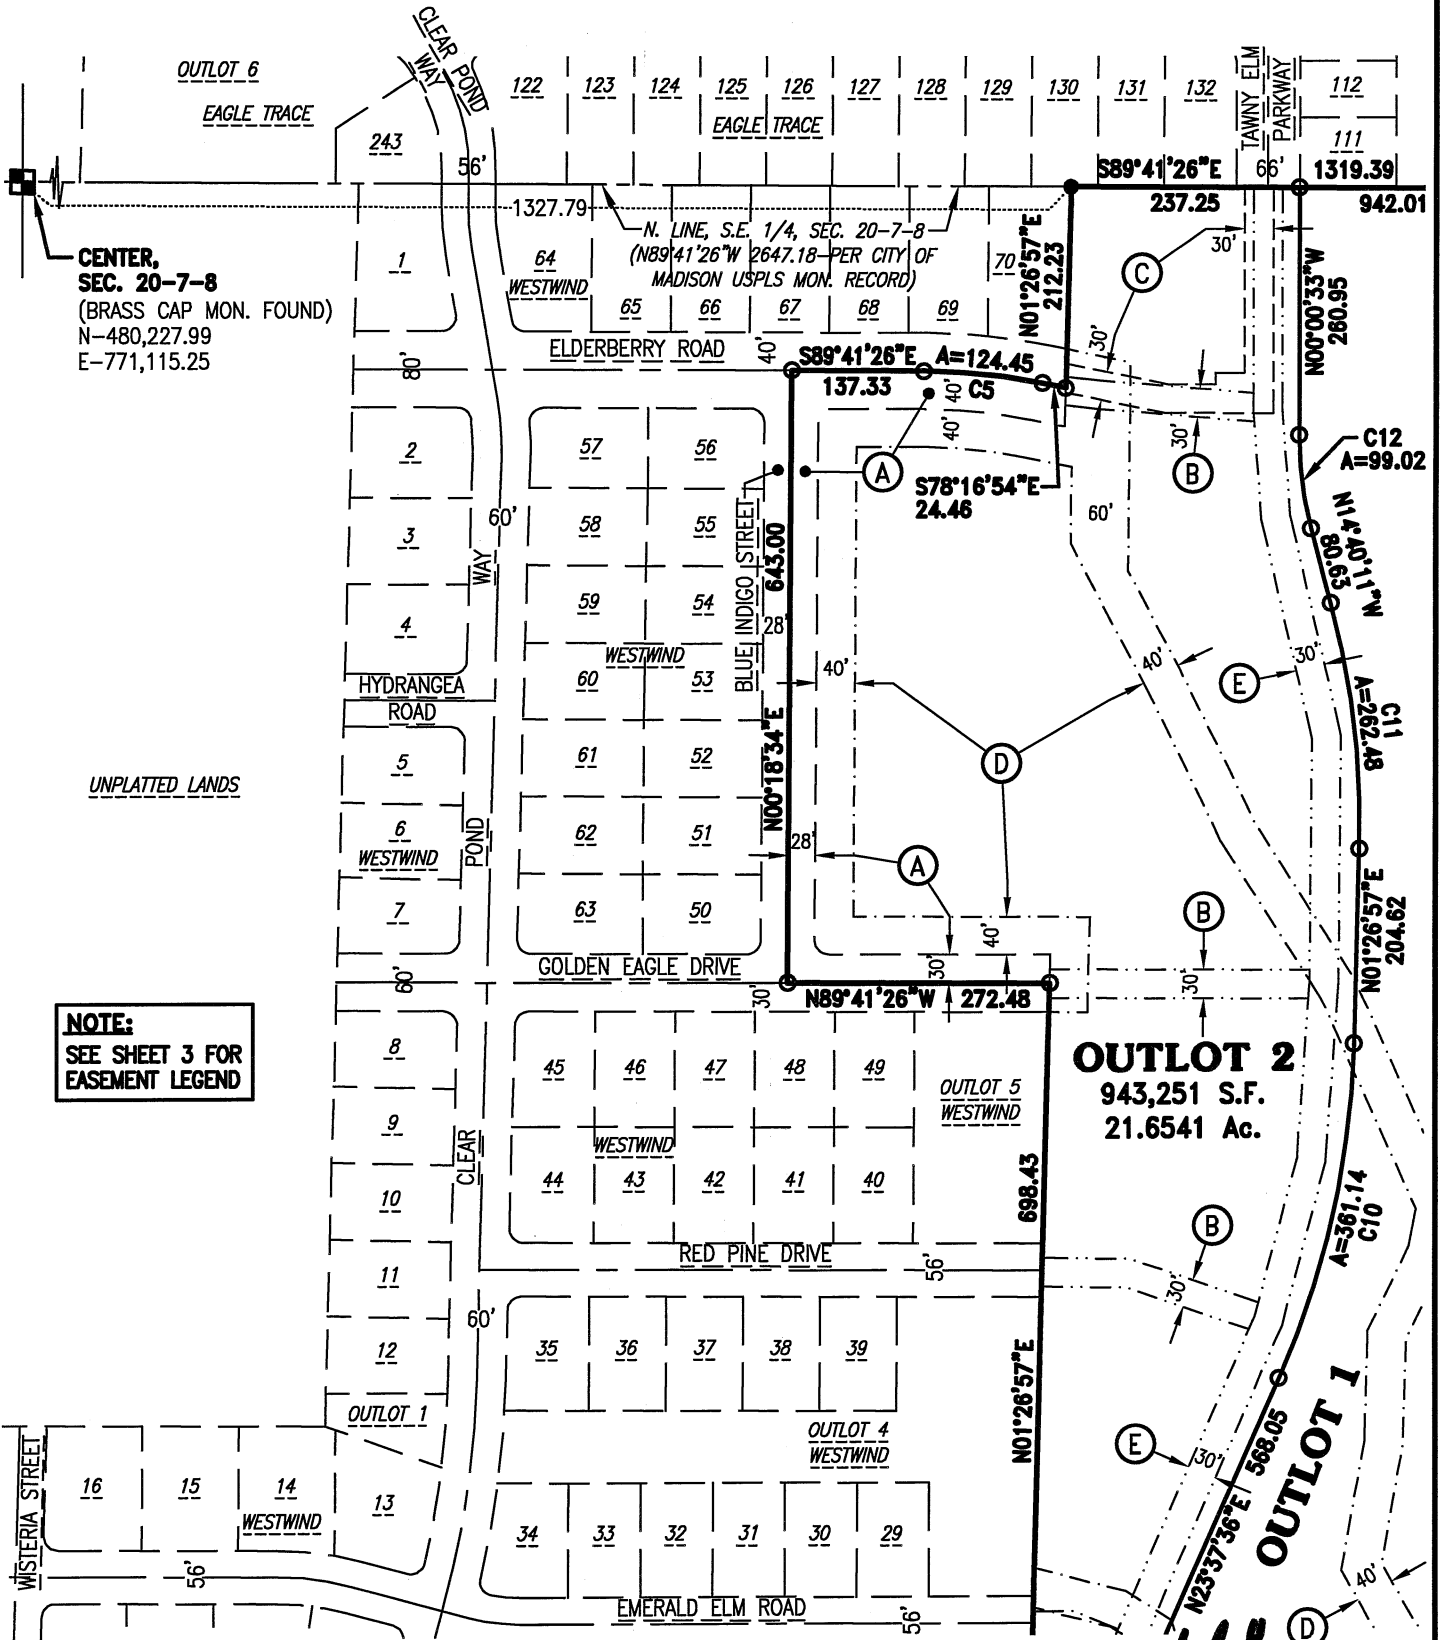 CLEAR POND
WAY
OUTLOT 6
EAGLE TRACE
243
56'
122
123
124
125
126
127
128
129
130
131
132
EAGLE TRACE
TAWNY ELM
PARKWAY
112
111
S89°41'26"E
237.25
66'
1319.39
942.01
1327.79
N. LINE, S.E. 1/4, SEC. 20-7-8
(N89°41'26"W 2647.18-PER CITY OF
MADISON USPLS MON. RECORD)
CENTER,
SEC. 20-7-8
(BRASS CAP MON. FOUND)
N-480,227.99
E-771,115.25
1
64
WESTWIND
65
66
67
68
69
70
N01°26'57"E
212.23
C
30'
30'
N00°00'33"W
260.95
80'
ELDERBERRY ROAD
40'
S89°41'26"E
137.33
A=124.45
C5
40'
40'
A
S78°16'54"E
24.46
30'
B
C12
A=99.02
N14°40'11"W
80.63
60'
2
3
4
60'
WAY
57
56
58
55
59
54
WESTWIND
60
53
61
52
62
51
63
50
BLUE INDIGO STREET
643.00
N00°18'34"E
28'
40'
28'
HYDRANGEA
ROAD
UNPLATTED LANDS
5
6
WESTWIND
7
POND
D
40'
E
30'
C11
A=262.48
A
B
N01°26'57"E
204.62
60'
GOLDEN EAGLE DRIVE
30'
N89°41'26"W 272.48
30'
40'
30'
NOTE:
SEE SHEET 3 FOR
EASEMENT LEGEND
8
9
10
11
12
CLEAR
45
46
47
48
49
WESTWIND
44
43
42
41
40
OUTLOT 5
WESTWIND
OUTLOT 2
943,251 S.F.
21.6541 Ac.
698.43
N01°26'57"E
RED PINE DRIVE
56'
B
30'
A=361.14
C10
60'
35
36
37
38
39
OUTLOT 1
OUTLOT 4
WESTWIND
WISTERIA STREET
16
15
14
WESTWIND
13
56'
34
33
32
31
30
29
EMERALD ELM ROAD
56'
E
30'
N23°37'36"E 568.05
OUTLOT 1
40'
D